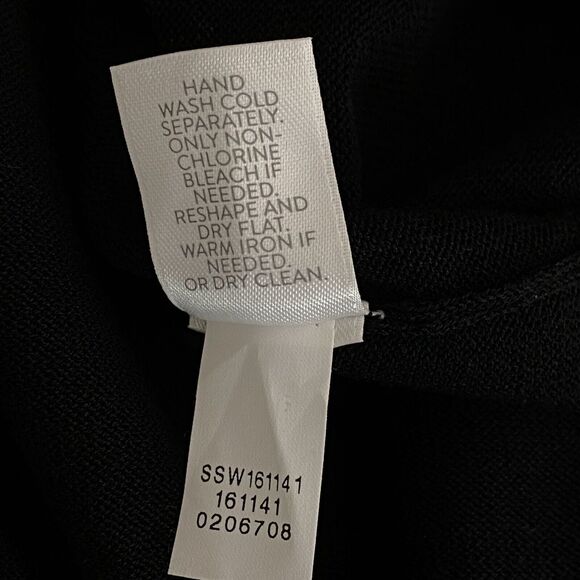 HAND
WASH COLD
SEPARATELY.
ONLY NON-
CHLORINE
BLEACH IF
NEEDED.
RESHAPE AND
DRY FLAT.
WARM IRON IF
NEEDED.
OR DRY CLEAN.
SSW161141
161141
0206708